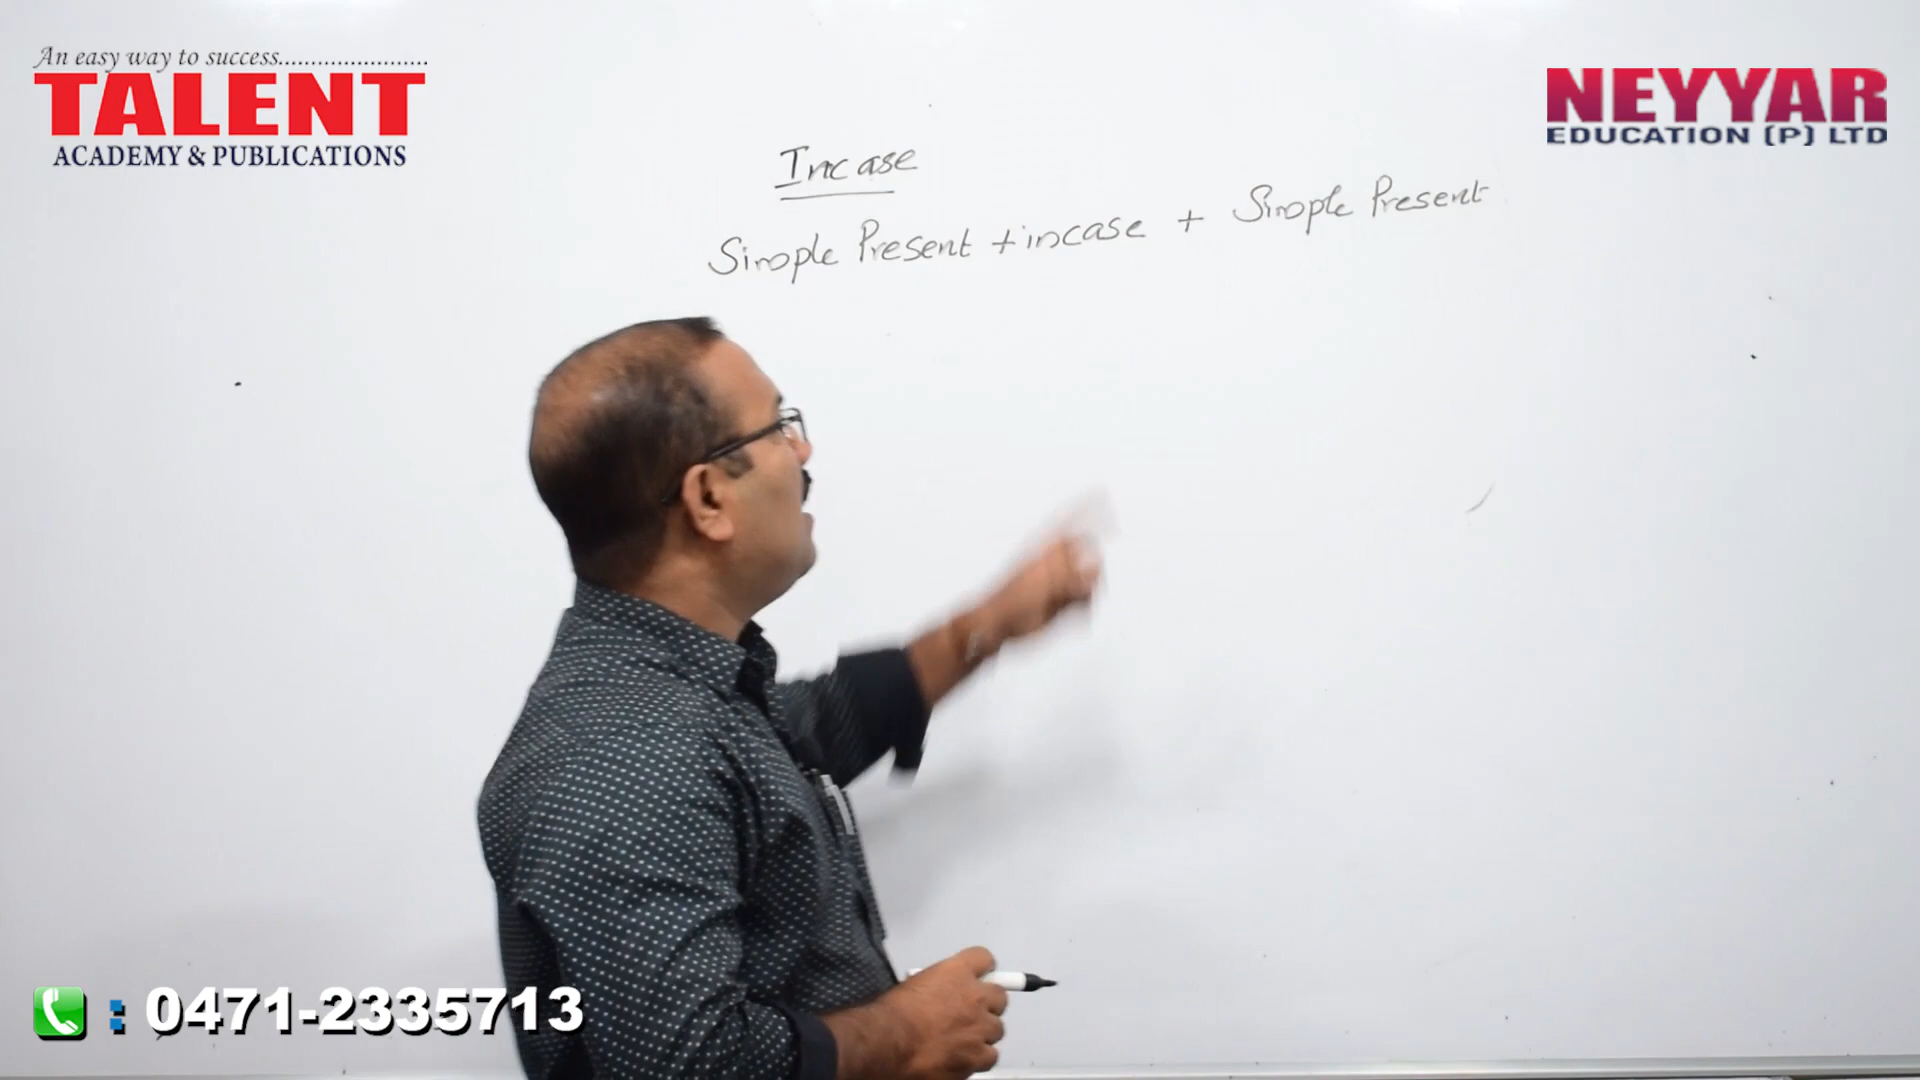 An easy way to success.......................
TALENT
ACADEMY & PUBLICATIONS
NEYYAR
EDUCATION (P) LTD
Incase
Simple Present + incase + Simple Present
: 0471-2335713